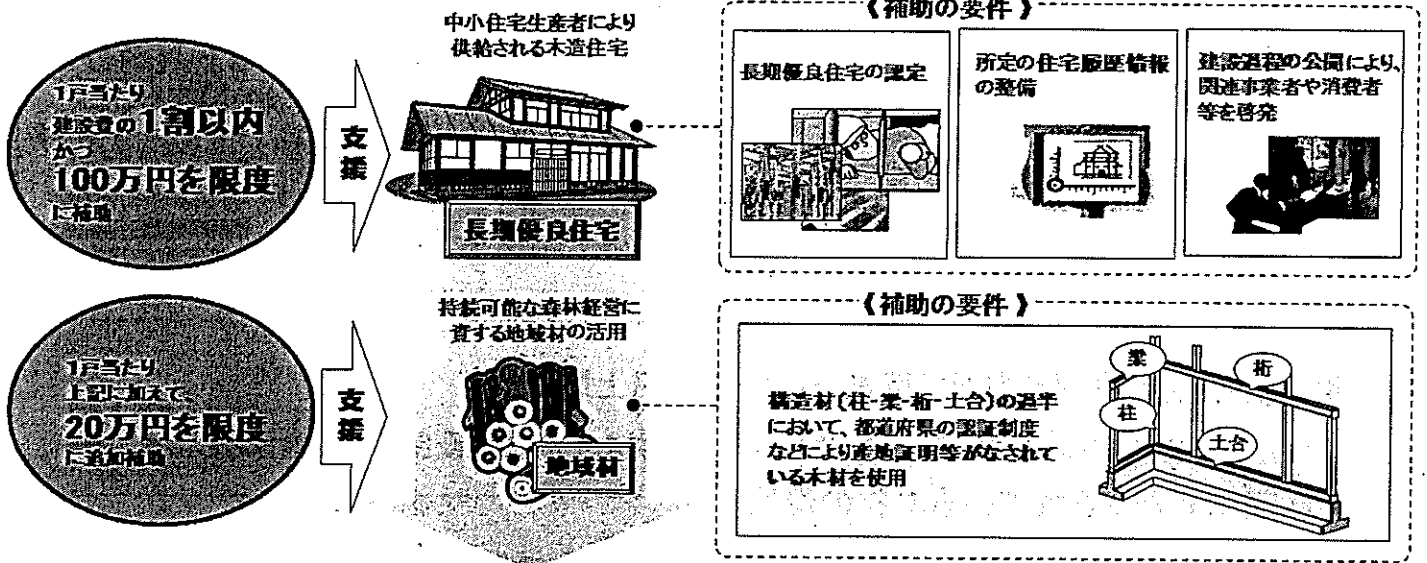 1戸当たり
建設費の1割以内
かつ
100万円を限度
に補助
支援
中小住宅生産者により
供給される木造住宅
長期優良住宅
《補助の要件》
長期優良住宅の認定
所定の住宅履歴情報
の整備
建設過程の公開により、
関連事業者や消費者
等を啓発
1戸当たり
上記に加えて、
20万円を限度
に追加補助
支援
持続可能な森林経営に
資する地域材の活用
地域材
《補助の要件》
構造材(柱-梁-桁-土台)の過半
において、都道府県の認証制度
などにより産地証明等がなされて
いる木材を使用
梁
桁
柱
土台